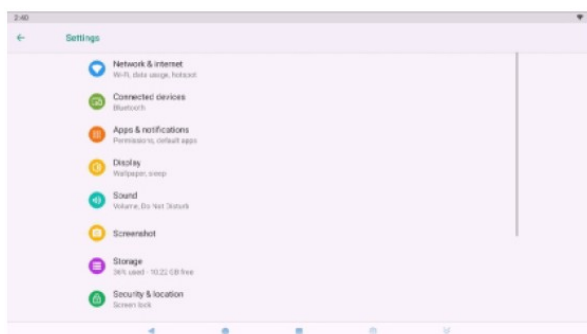 2:40
Settings
Network & internet
Wi-Fi, data usage, hotspot
Connected devices
Bluetooth
Apps & notifications
Permissions, default apps
Display
Wallpaper, sleep
Sound
Volume, Do Not Disturb
Screenshot
Storage
36% used - 10.22 GB free
Security & location
Screen lock